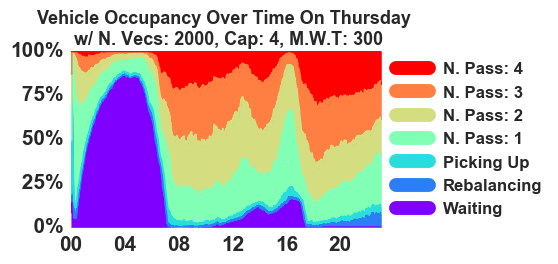 Vehicle Occupancy Over Time On Thursday
w/ N. Vecs: 2000, Cap: 4, M.W.T: 300
100%
75%
50%
25%
0%
00 04 08 12 16 20
N. Pass: 4
N. Pass: 3
N. Pass: 2
N. Pass: 1
Picking Up
Rebalancing
Waiting